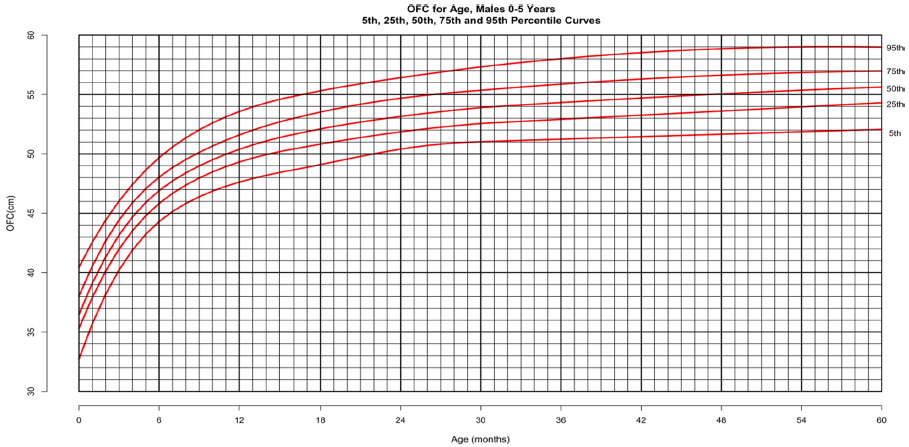 OFC for Age, Males 0-5 Years
5th, 25th, 50th, 75th and 95th Percentile Curves
60
55
50
45
40
35
30
OFC(cm)
95th
75th
50th
25th
5th
0 6 12 18 24 30 36 42 48 54 60
Age (months)